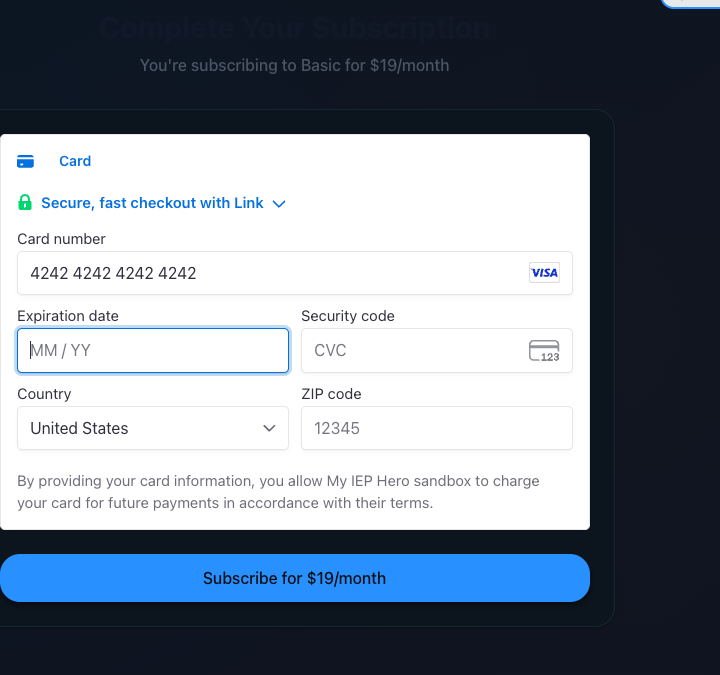 Complete Your Subscription
You're subscribing to Basic for $19/month
Card
Secure, fast checkout with Link
Card number
4242 4242 4242 4242
VISA
Expiration date
Security code
MM / YY
CVC
123
Country
ZIP code
United States
12345
By providing your card information, you allow My IEP Hero sandbox to charge
your card for future payments in accordance with their terms.
Subscribe for $19/month